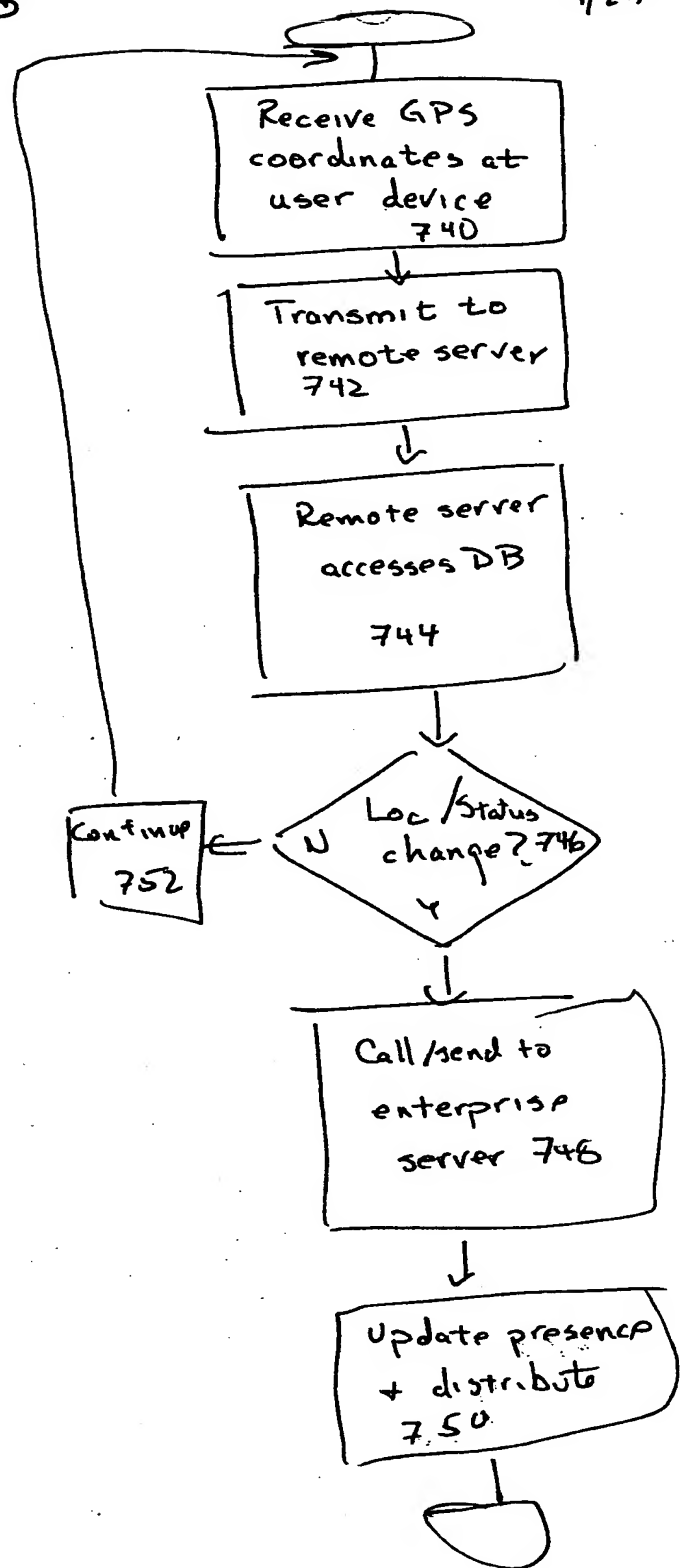 Receive GPS
coordinates at
user device
740
Transmit to
remote server
742
Remote server
accesses DB
744
Loc/Status
N change? 746
Y
Continue
752
Call/send to
enterprise
server 748
Update presence
+ distribute
750